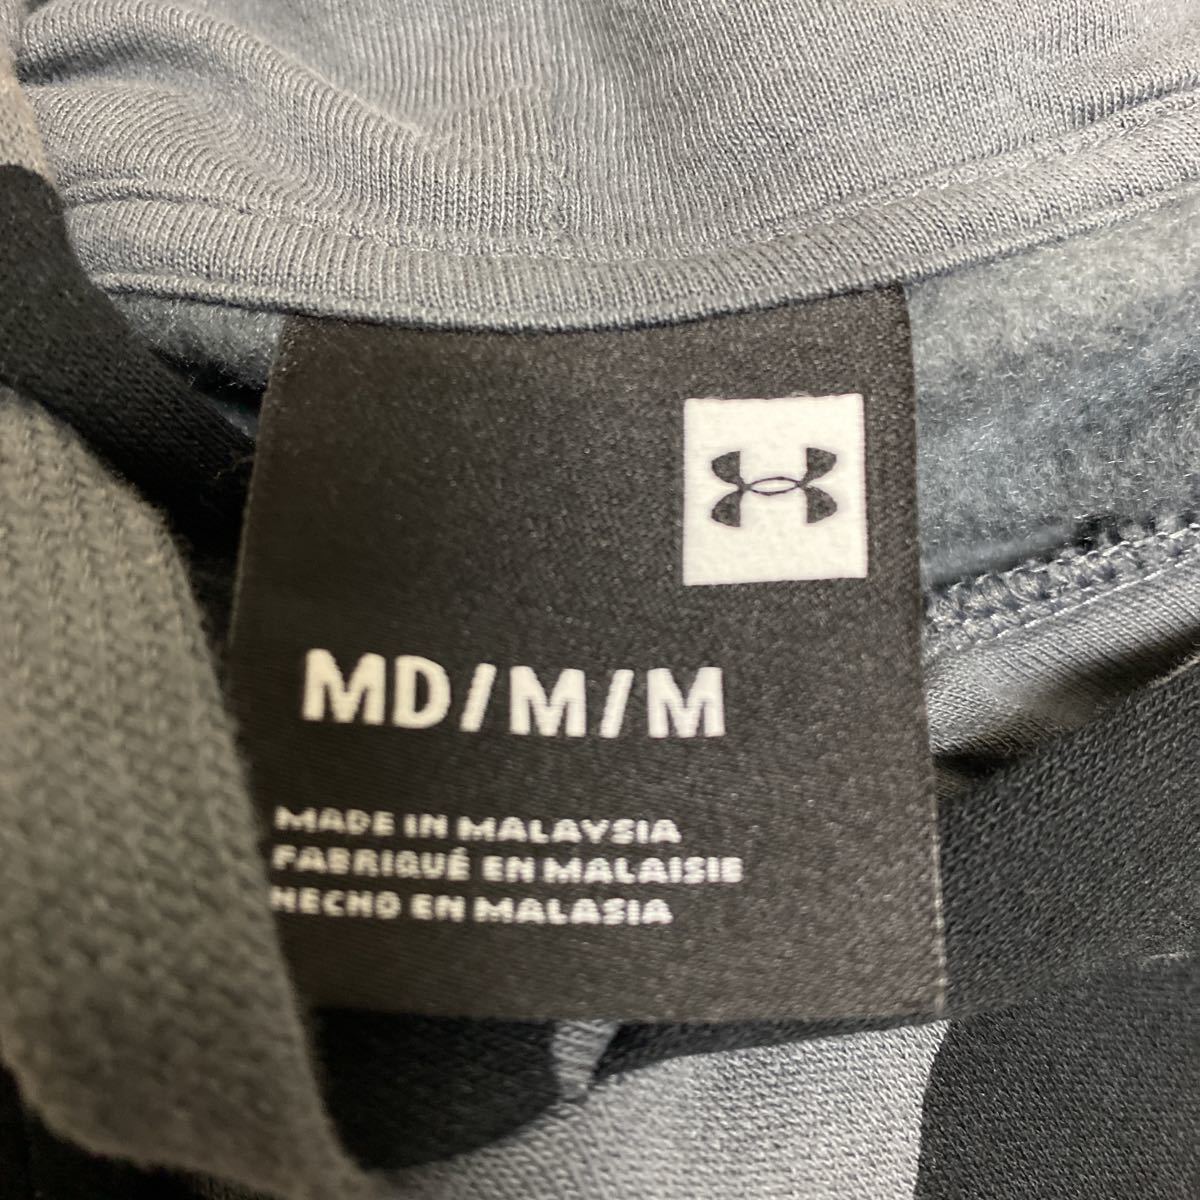 MD/M/M
MADE IN MALAYSIA
FABRIQUÉ EN MALAISIE
HECHO EN MALASIA